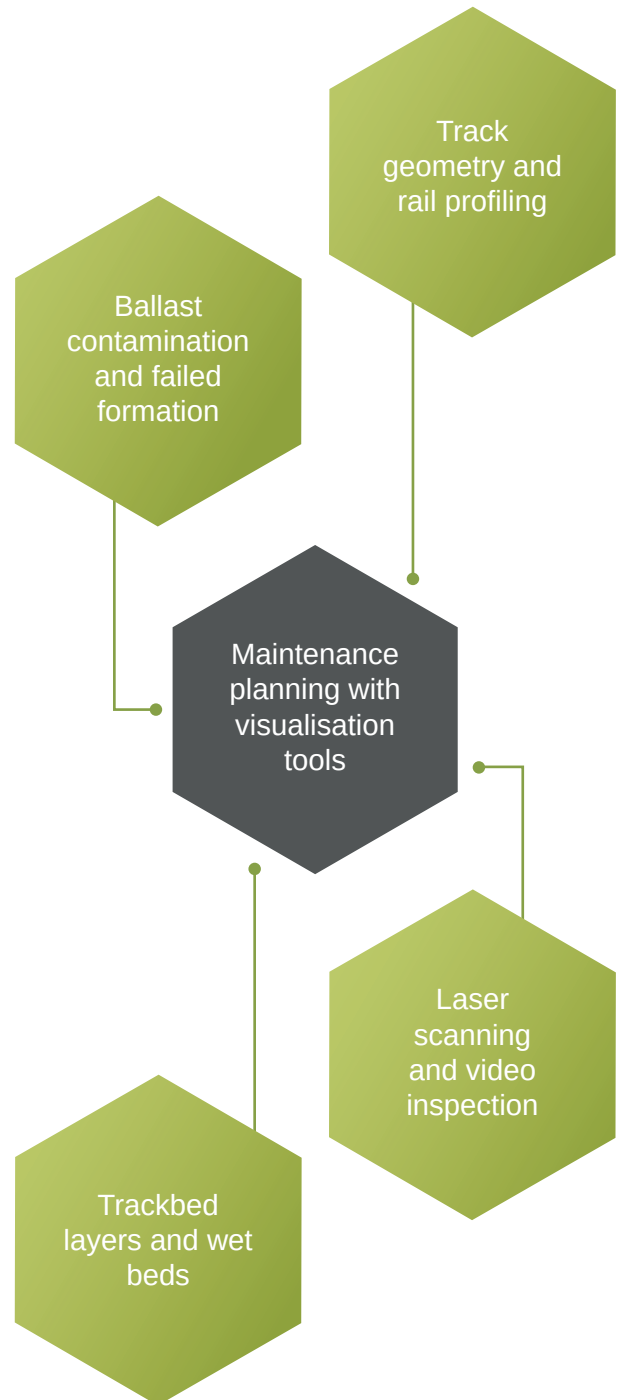 Track
geometry and
rail profiling
Ballast
contamination
and failed
formation
Maintenance
planning with
visualisation
tools
Laser
scanning
and video
inspection
Trackbed
layers and wet
beds